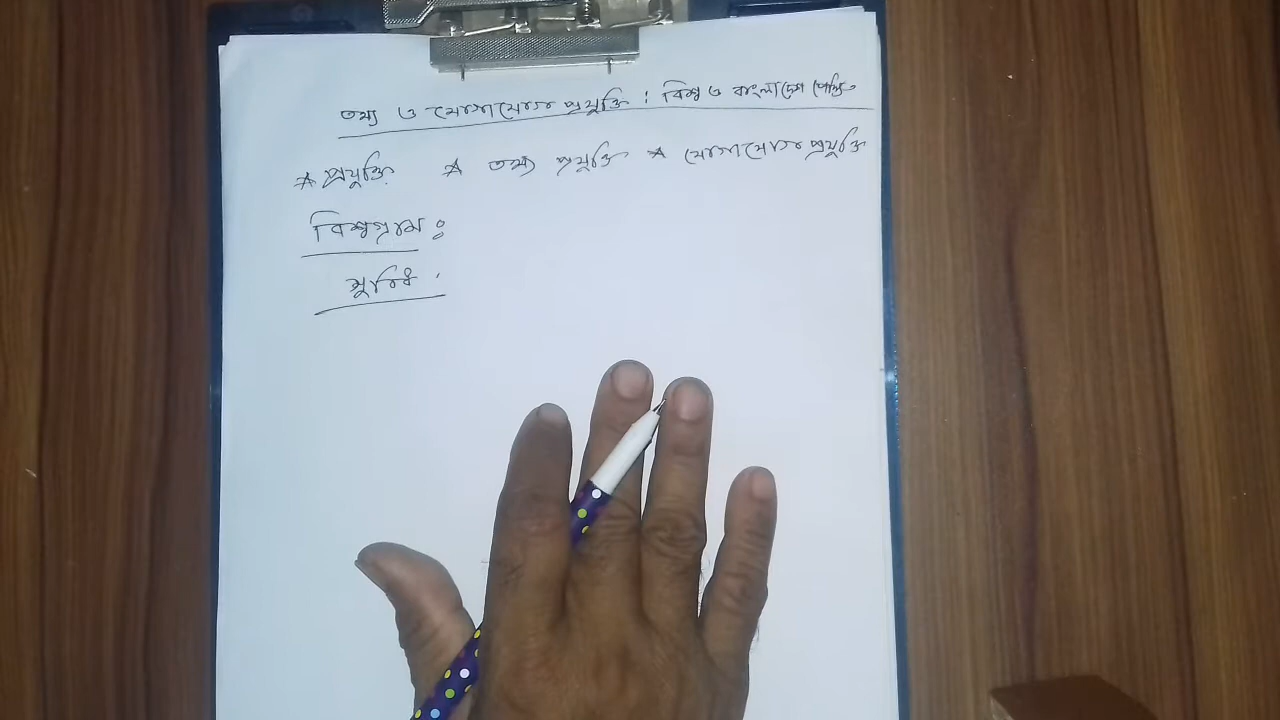 তথ্য ও যোগাযোগ প্রযুক্তি : বিশ্ব ও বাংলাদেশ প্রেক্ষিত
* প্রযুক্তি * তথ্য প্রযুক্তি * যোগাযোগ প্রযুক্তি
বিশ্বগ্রাম :
সুবিধা